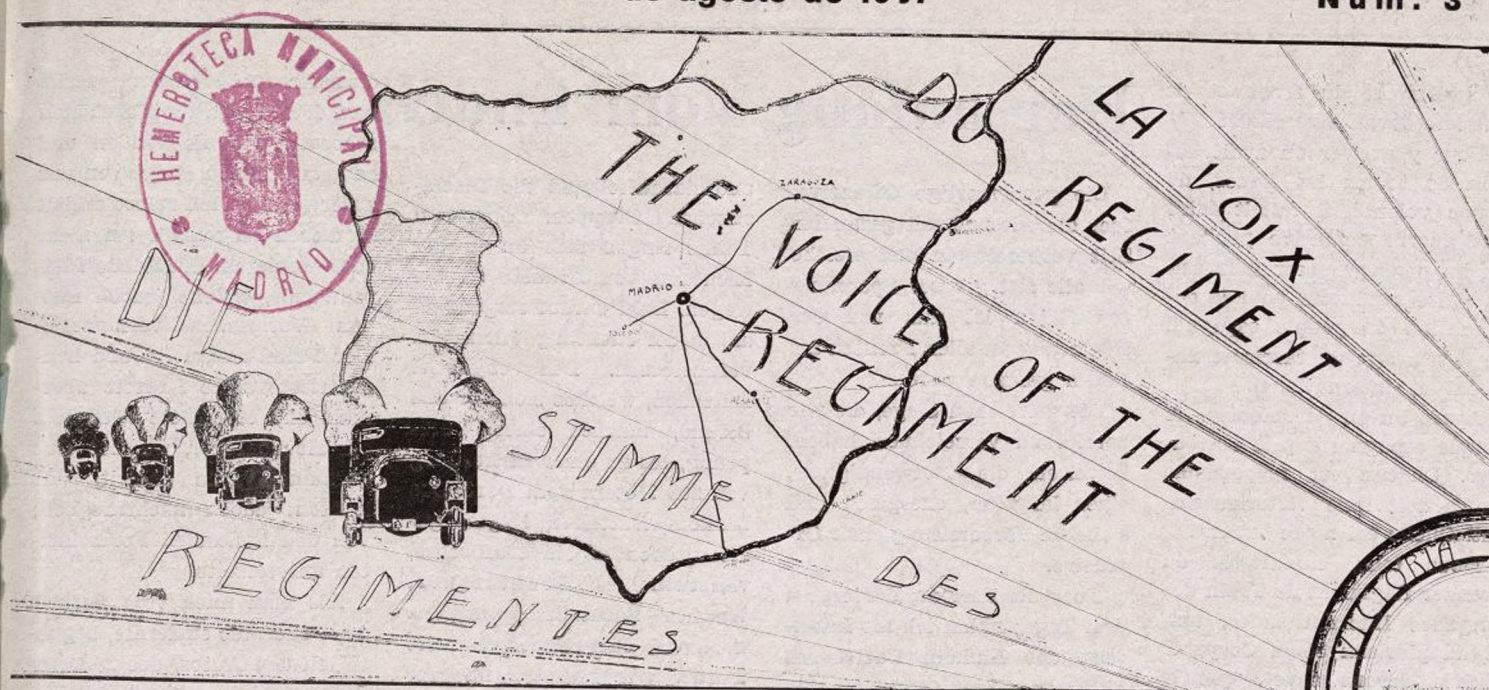 de agosto de
Núm. 3
HEMEROTECA MUNICIPAL
MADRID
LA VOIX
DU
REGIMENT
THE VOICE OF THE
REGIMENT
DIE
STIMME
DES
REGIMENTES
ZARAGOZA
MADRID
TOLEDO
VICTORIA